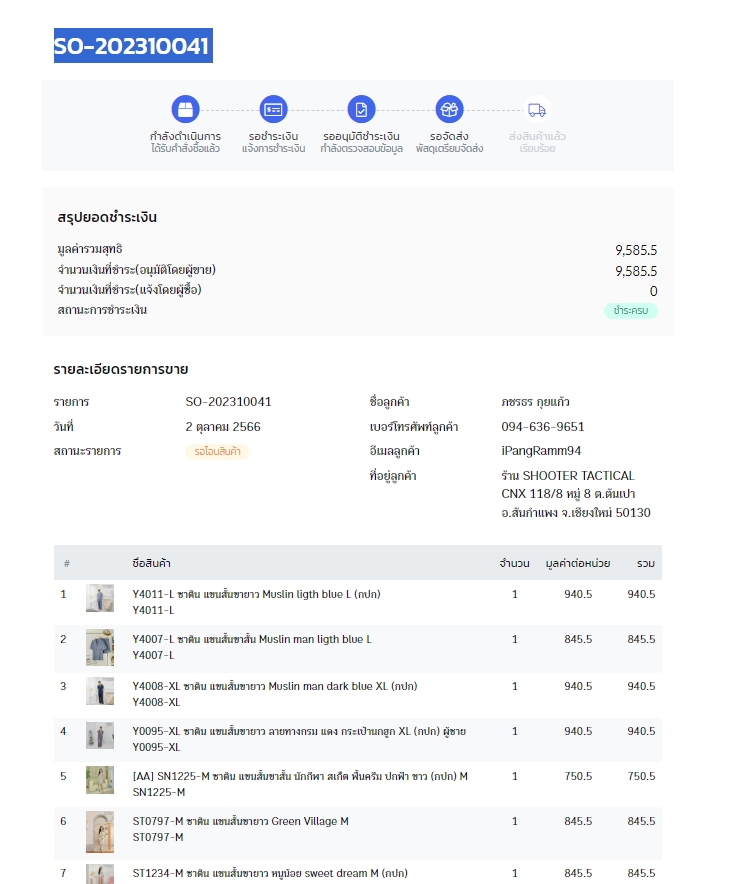 SO-202310041
กำลังดำเนินการ
ได้รับคำสั่งซื้อแล้ว
รอชำระเงิน
แจ้งการชำระเงิน
รออนุมัติชำระเงิน
กำลังตรวจสอบข้อมูล
รอจัดส่ง
พัสดุเตรียมจัดส่ง
ส่งสินค้าแล้ว
เรียบร้อย
สรุปยอดชำระเงิน
มูลค่ารวมสุทธิ 9,585.5
จำนวนเงินที่ชำระ(อนุมัติโดยผู้ขาย) 9,585.5
จำนวนเงินที่ชำระ(แจ้งโดยผู้ซื้อ) 0
สถานะการชำระเงิน ชำระครบ
รายละเอียดรายการขาย
รายการ SO-202310041
วันที่ 2 ตุลาคม 2566
สถานะรายการ รอโอนสินค้า
ชื่อลูกค้า ภชรธร กุยแก้ว
เบอร์โทรศัพท์ลูกค้า 094-636-9651
อีเมลลูกค้า iPangRamm94
ที่อยู่ลูกค้า ร้าน SHOOTER TACTICAL
CNX 118/8 หมู่ 8 ต.ต้นเปา
อ.สันกำแพง จ.เชียงใหม่ 50130
# ชื่อสินค้า จำนวน มูลค่าต่อหน่วย รวม
1 Y4011-L ซาติน แขนสั้นขายาว Muslin ligth blue L (กปก) 1 940.5 940.5
Y4011-L
2 Y4007-L ซาติน แขนสั้นขาสั้น Muslin man ligth blue L 1 845.5 845.5
Y4007-L
3 Y4008-XL ซาติน แขนสั้นขายาว Muslin man dark blue XL (กปก) 1 940.5 940.5
Y4008-XL
4 Y0095-XL ซาติน แขนสั้นขายาว ลายทางกรม แดง กระเป๋านกฮูก XL (กปก) ผู้ชาย 1 940.5 940.5
Y0095-XL
5 [AA] SN1225-M ซาติน แขนสั้นขาสั้น นักกีฬา สเก็ต พื้นครีม ปกฟ้า ขาว (กปก) M 1 750.5 750.5
SN1225-M
6 ST0797-M ซาติน แขนสั้นขายาว Green Village M 1 845.5 845.5
ST0797-M
7 ST1234-M ซาติน แขนสั้นขายาว หมูน้อย sweet dream M (กปก) 1 845.5 845.5